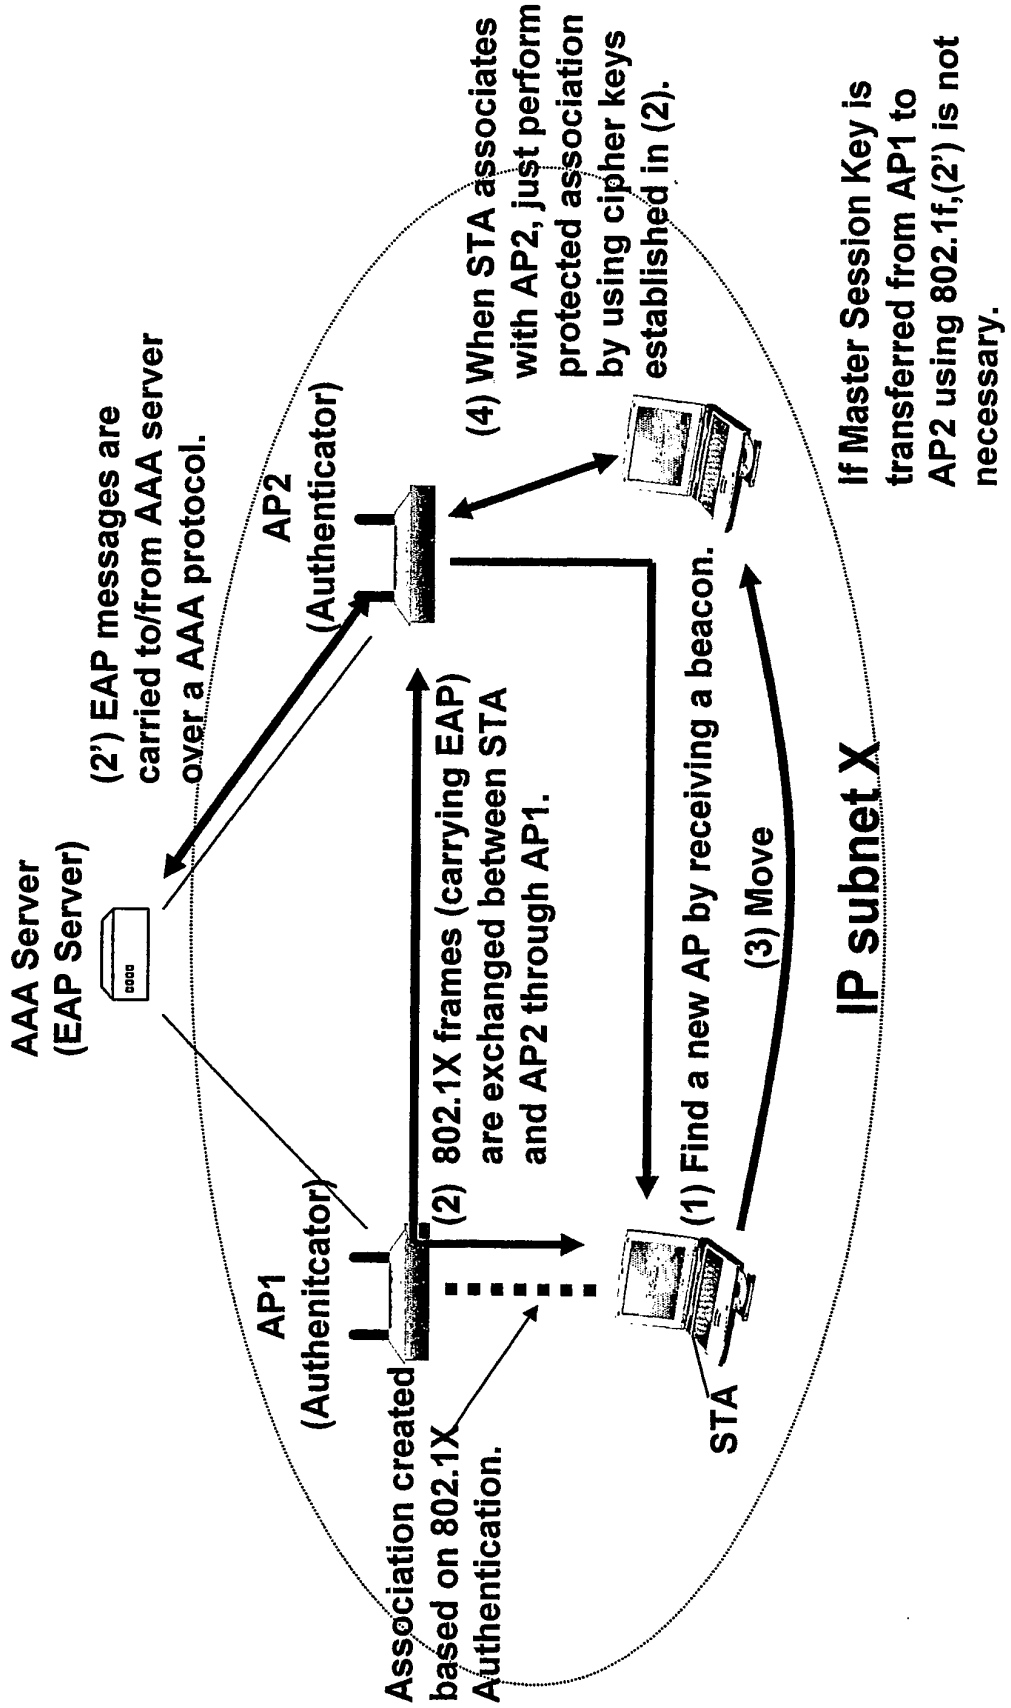 AAA Server
(EAP Server)
(2') EAP messages are
carried to/from AAA server
over a AAA protocol.
AP1
(Authenitcator)
AP2
(Authenticator)
Association created
based on 802.1X
Authentication.
(2) 802.1X frames (carrying EAP)
are exchanged between STA
and AP2 through AP1.
(4) When STA associates
with AP2, just perform
protected association
by using cipher keys
established in (2).
(1) Find a new AP by receiving a beacon.
STA
(3) Move
IP subnet X
If Master Session Key is
transferred from AP1 to
AP2 using 802.1f,(2') is not
necessary.